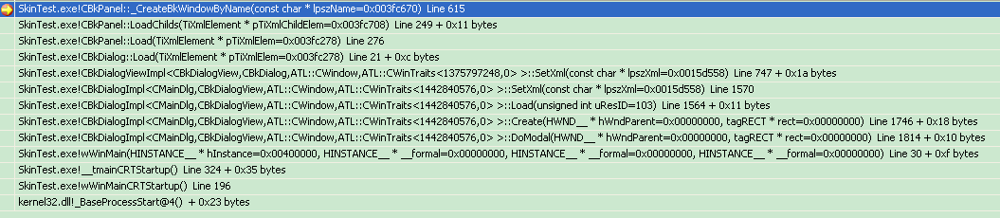 SkinTest.exe!CBkPanel::_CreateBkWindowByName(const char * lpszName=0x003fc670)  Line 615
SkinTest.exe!CBkPanel::LoadChilds(TiXmlElement * pTiXmlChildElem=0x003fc708)  Line 249 + 0x11 bytes
SkinTest.exe!CBkPanel::Load(TiXmlElement * pTiXmlElem=0x003fc278)  Line 276
SkinTest.exe!CBkDialog::Load(TiXmlElement * pTiXmlElem=0x003fc278)  Line 21 + 0xc bytes
SkinTest.exe!CBkDialogViewImpl<CBkDialogView,CBkDialog,ATL::CWindow,ATL::CWinTraits<1375797248,0> >::SetXml(const char * lpszXml=0x0015d558)  Line 747 + 0x1a bytes
SkinTest.exe!CBkDialogImpl<CMainDlg,CBkDialogView,ATL::CWindow,ATL::CWinTraits<1442840576,0> >::SetXml(const char * lpszXml=0x0015d558)  Line 1570
SkinTest.exe!CBkDialogImpl<CMainDlg,CBkDialogView,ATL::CWindow,ATL::CWinTraits<1442840576,0> >::Load(unsigned int uResID=103)  Line 1564 + 0x11 bytes
SkinTest.exe!CBkDialogImpl<CMainDlg,CBkDialogView,ATL::CWindow,ATL::CWinTraits<1442840576,0> >::Create(HWND__ * hWndParent=0x00000000, tagRECT * rect=0x00000000)  Line 1746 + 0x18 bytes
SkinTest.exe!CBkDialogImpl<CMainDlg,CBkDialogView,ATL::CWindow,ATL::CWinTraits<1442840576,0> >::DoModal(HWND__ * hWndParent=0x00000000, tagRECT * rect=0x00000000)  Line 1814 + 0x10 bytes
SkinTest.exe!wWinMain(HINSTANCE__ * hInstance=0x00400000, HINSTANCE__ * __formal=0x00000000, HINSTANCE__ * __formal=0x00000000, HINSTANCE__ * __formal=0x00000000)  Line 30 + 0xf bytes
SkinTest.exe!__tmainCRTStartup()  Line 324 + 0x35 bytes
SkinTest.exe!wWinMainCRTStartup()  Line 196
kernel32.dll!_BaseProcessStart@4()  + 0x23 bytes